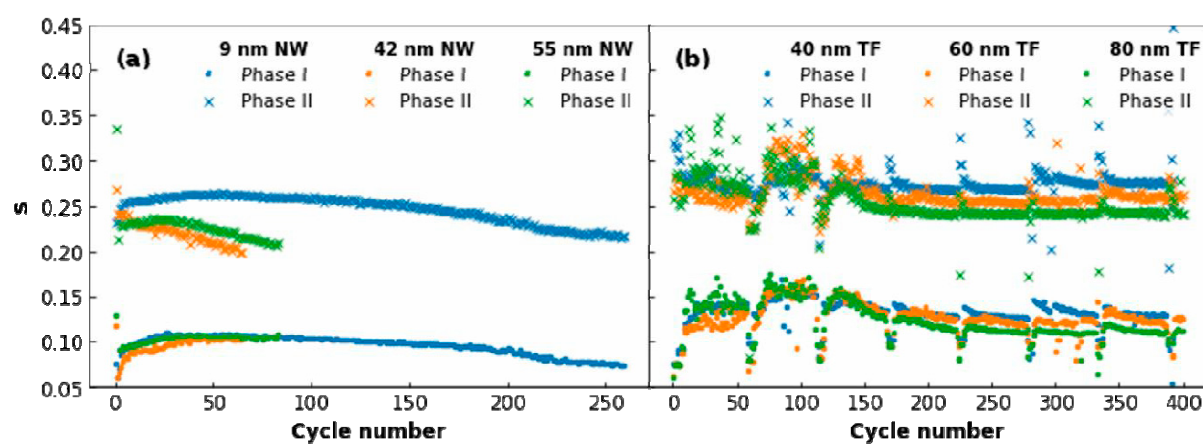 0.45
0.40
0.35
0.30
0.25
0.20
0.15
0.10
0.05
s
(a)
9 nm NW 42 nm NW 55 nm NW
Phase I Phase I Phase I
Phase II Phase II Phase II
0 50 100 150 200 250
Cycle number
(b)
40 nm TF 60 nm TF 80 nm TF
Phase I Phase I Phase I
Phase II Phase II Phase II
0 50 100 150 200 250 300 350 400
Cycle number